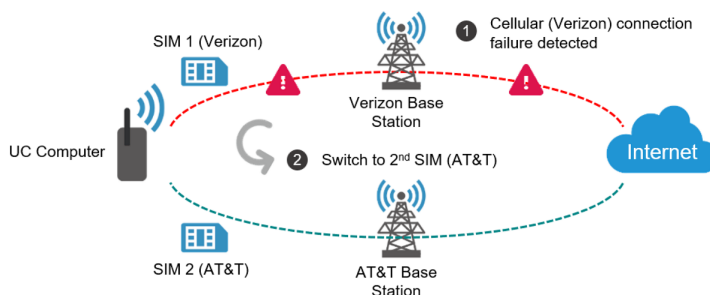 1 Cellular (Verizon) connection
failure detected
SIM 1 (Verizon)
Verizon Base
Station
UC Computer
Internet
2 Switch to 2nd SIM (AT&T)
SIM 2 (AT&T)
AT&T Base
Station